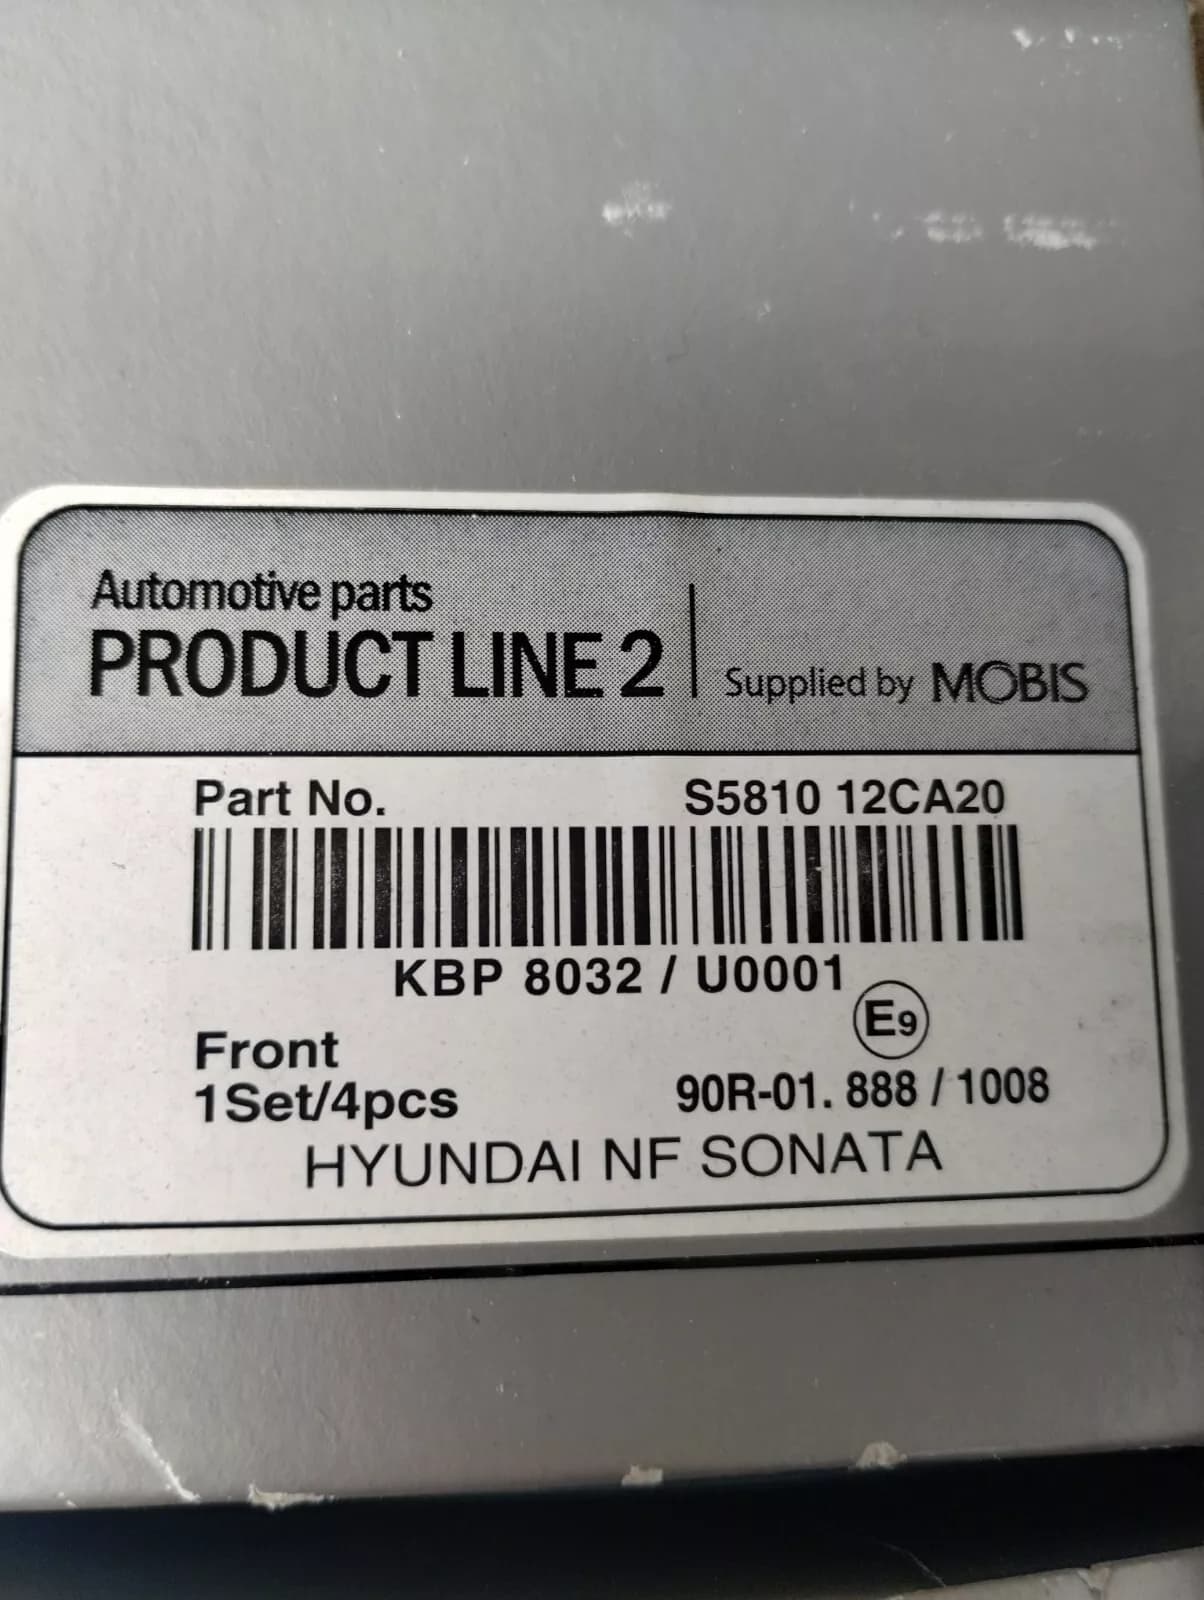 Automotive parts
PRODUCT LINE 2
Supplied by MOBIS
Part No. S5810 12CA20
KBP 8032 / U0001
E9
Front
1Set/4pcs 90R-01. 888 / 1008
HYUNDAI NF SONATA